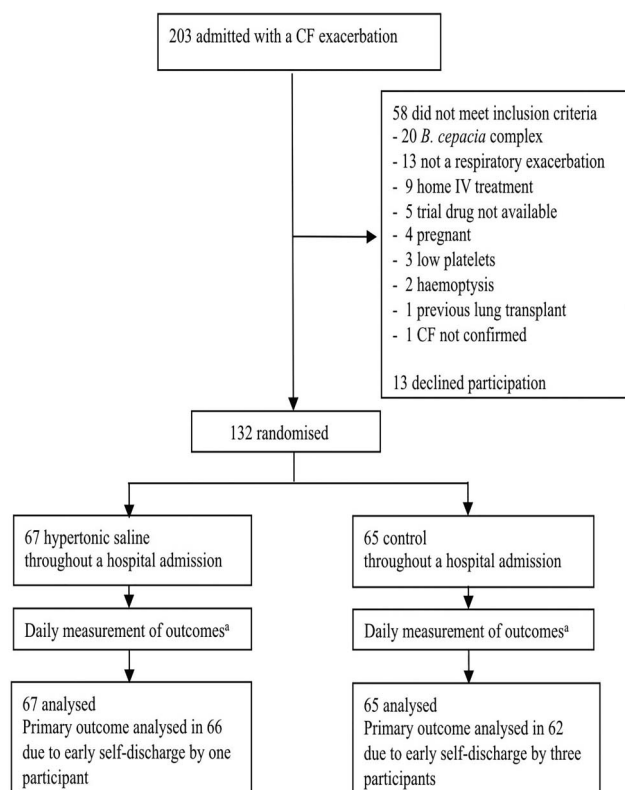 203 admitted with a CF exacerbation
58 did not meet inclusion criteria
- 20 B. cepacia complex
- 13 not a respiratory exacerbation
- 9 home IV treatment
- 5 trial drug not available
- 4 pregnant
- 3 low platelets
- 2 haemoptysis
- 1 previous lung transplant
- 1 CF not confirmed
13 declined participation
132 randomised
67 hypertonic saline
throughout a hospital admission
65 control
throughout a hospital admission
Daily measurement of outcomesᵃ
Daily measurement of outcomesᵃ
67 analysed
Primary outcome analysed in 66
due to early self-discharge by one
participant
65 analysed
Primary outcome analysed in 62
due to early self-discharge by three
participants